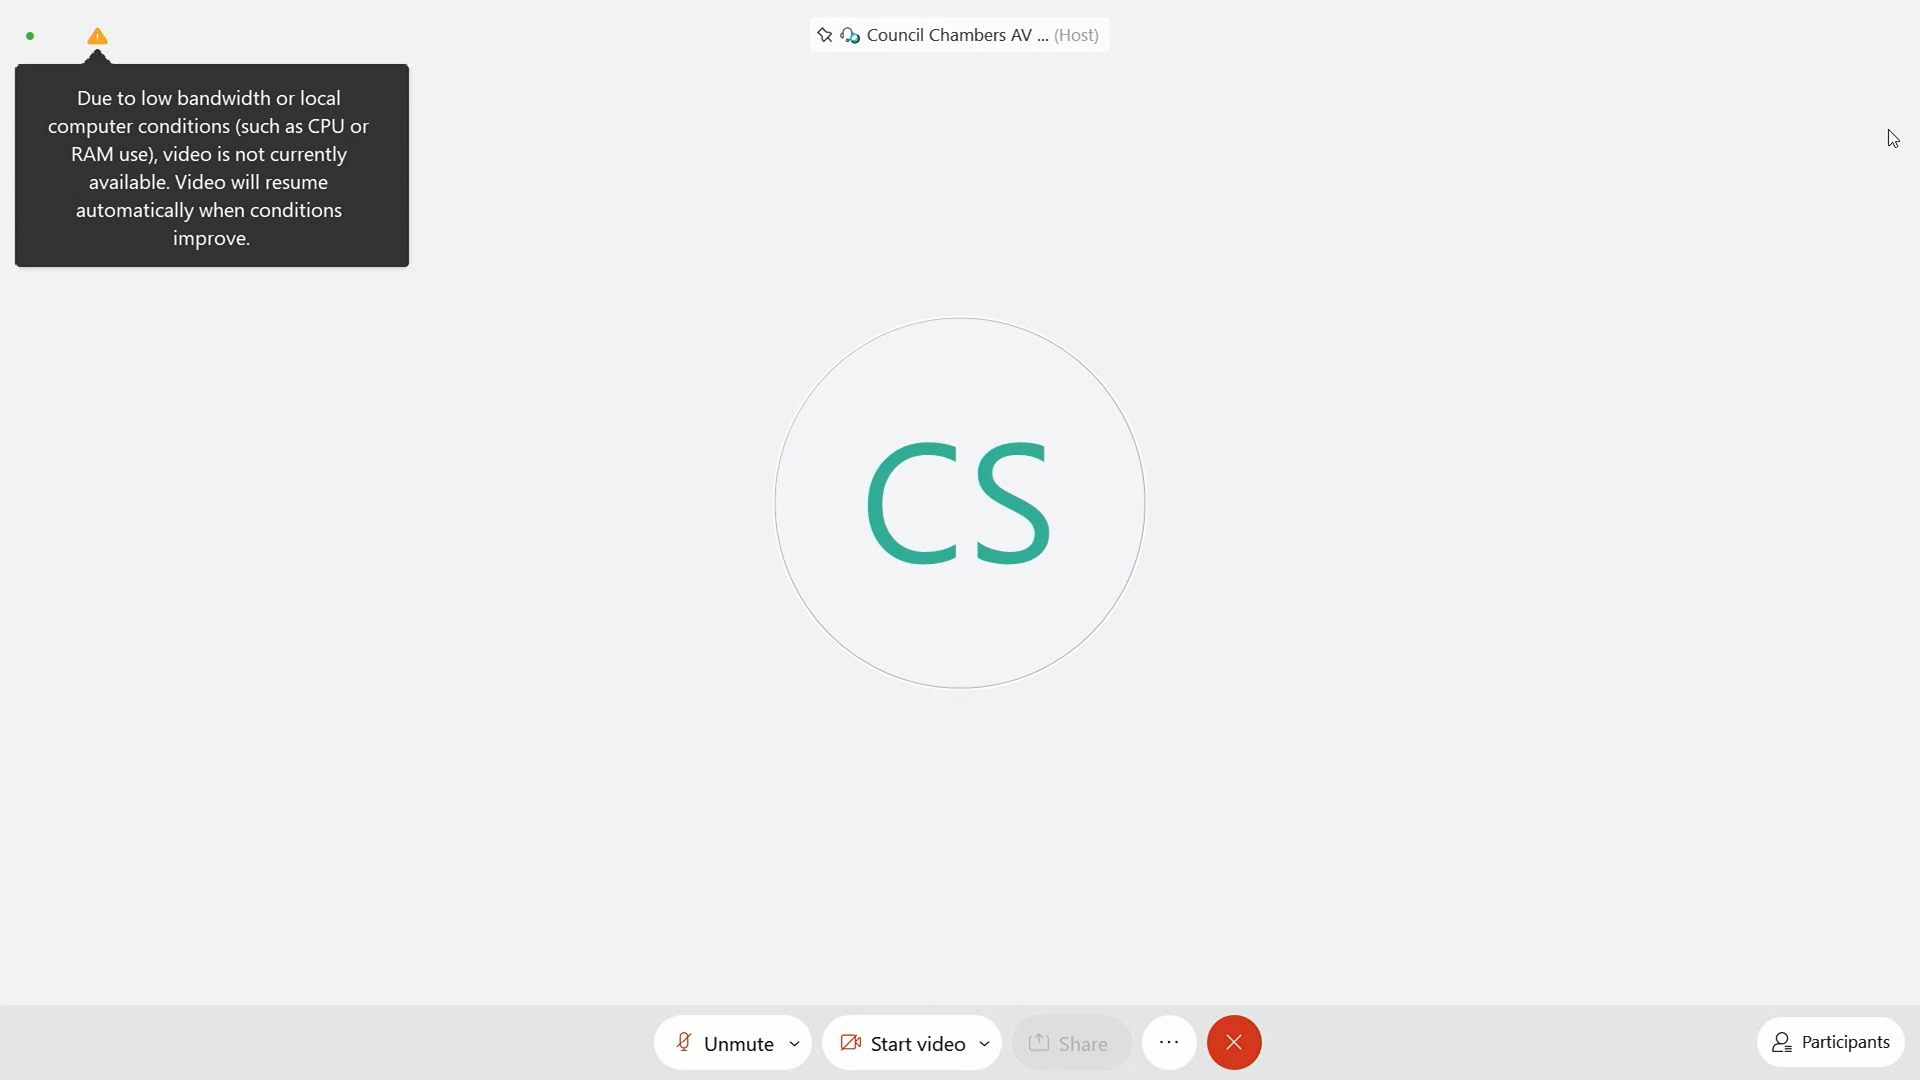 Council Chambers AV ... (Host)
Due to low bandwidth or local
computer conditions (such as CPU or
RAM use), video is not currently
available. Video will resume
automatically when conditions
improve.
CS
Unmute
Start video
Share
...
Participants